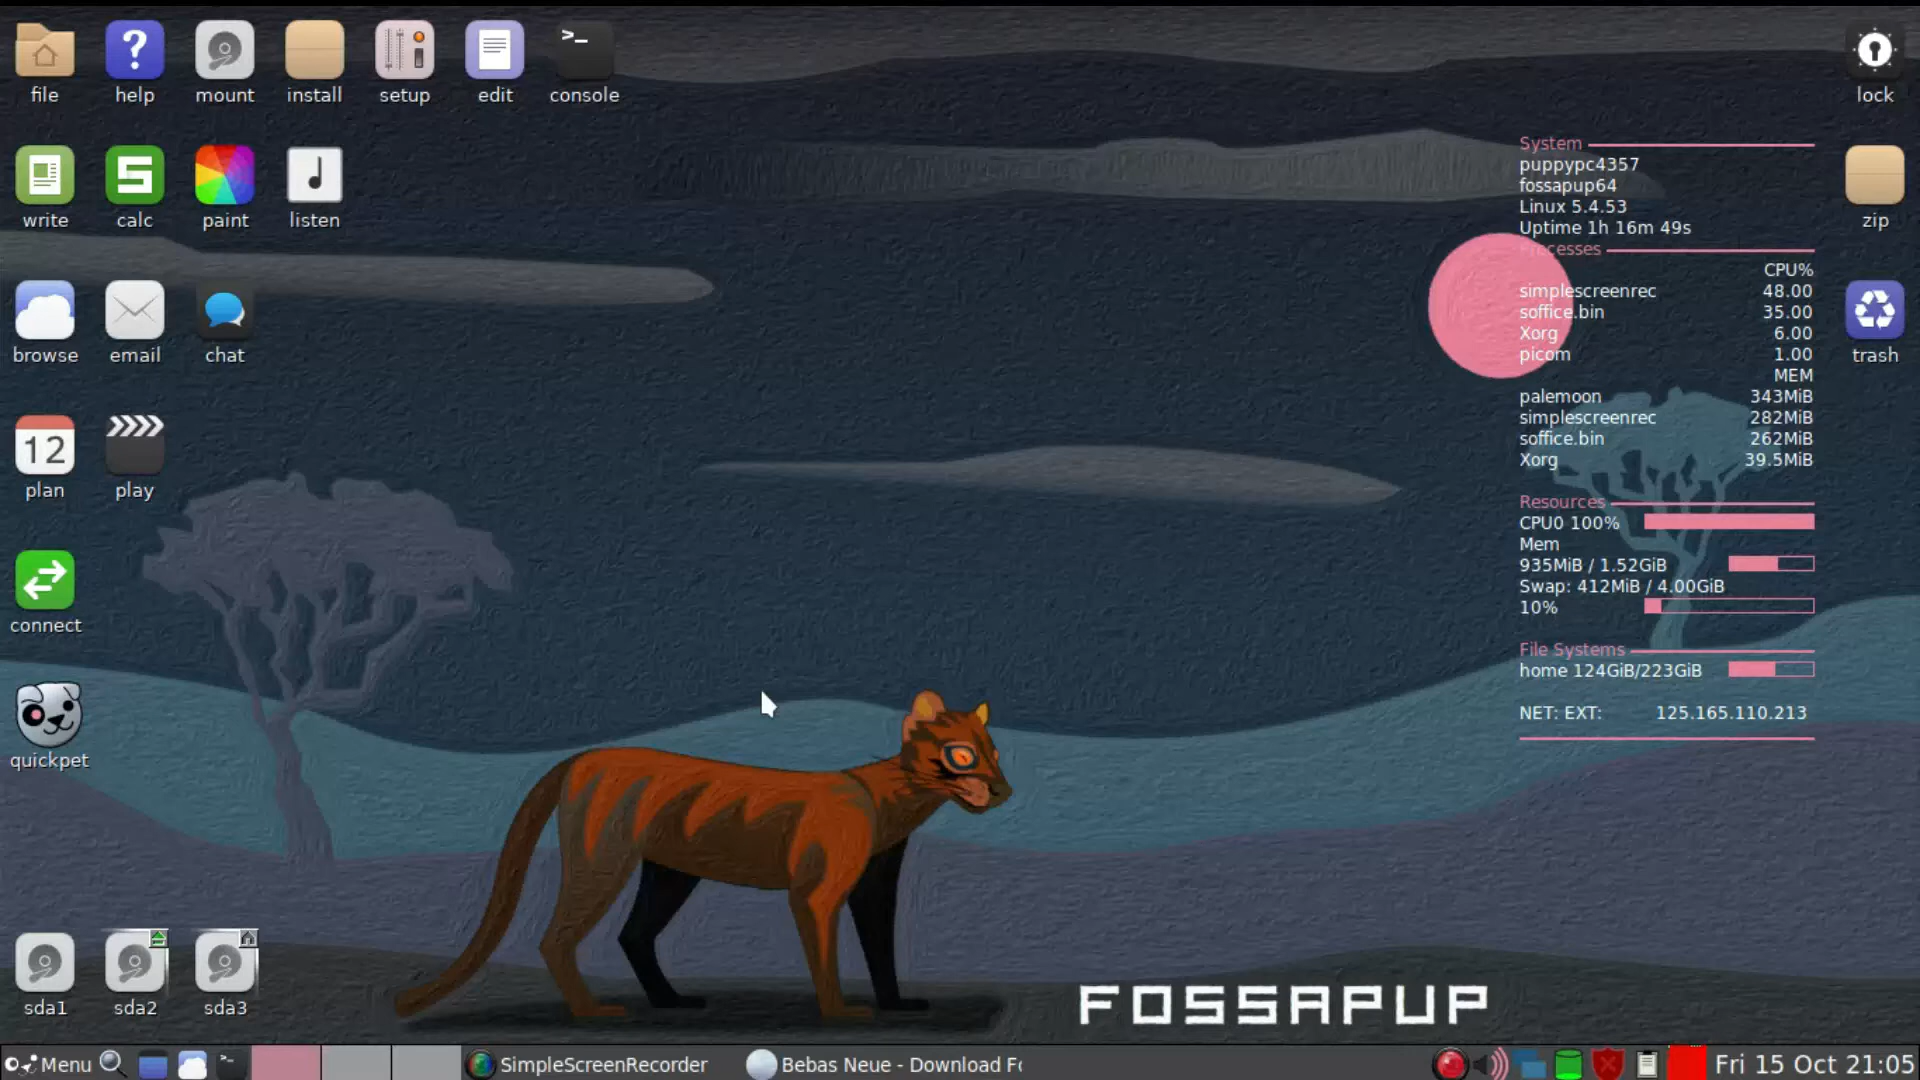 file
help
mount
install
setup
edit
console
lock
write
calc
paint
listen
zip
browse
email
chat
trash
12
plan
play
connect
quickpet
sda1
sda2
sda3
System
puppypc4357
fossapup64
Linux 5.4.53
Uptime 1h 16m 49s
Processes
CPU%
simplescreenrec 48.00
soffice.bin 35.00
Xorg 6.00
picom 1.00
MEM
palemoon 343MiB
simplescreenrec 282MiB
soffice.bin 262MiB
Xorg 39.5MiB
Resources
CPU0 100%
Mem
935MiB / 1.52GiB
Swap: 412MiB / 4.00GiB
10%
File Systems
home 124GiB/223GiB
NET: EXT: 125.165.110.213
FOSSAPUP
Menu
SimpleScreenRecorder
Bebas Neue - Download Fo
Fri 15 Oct 21:05